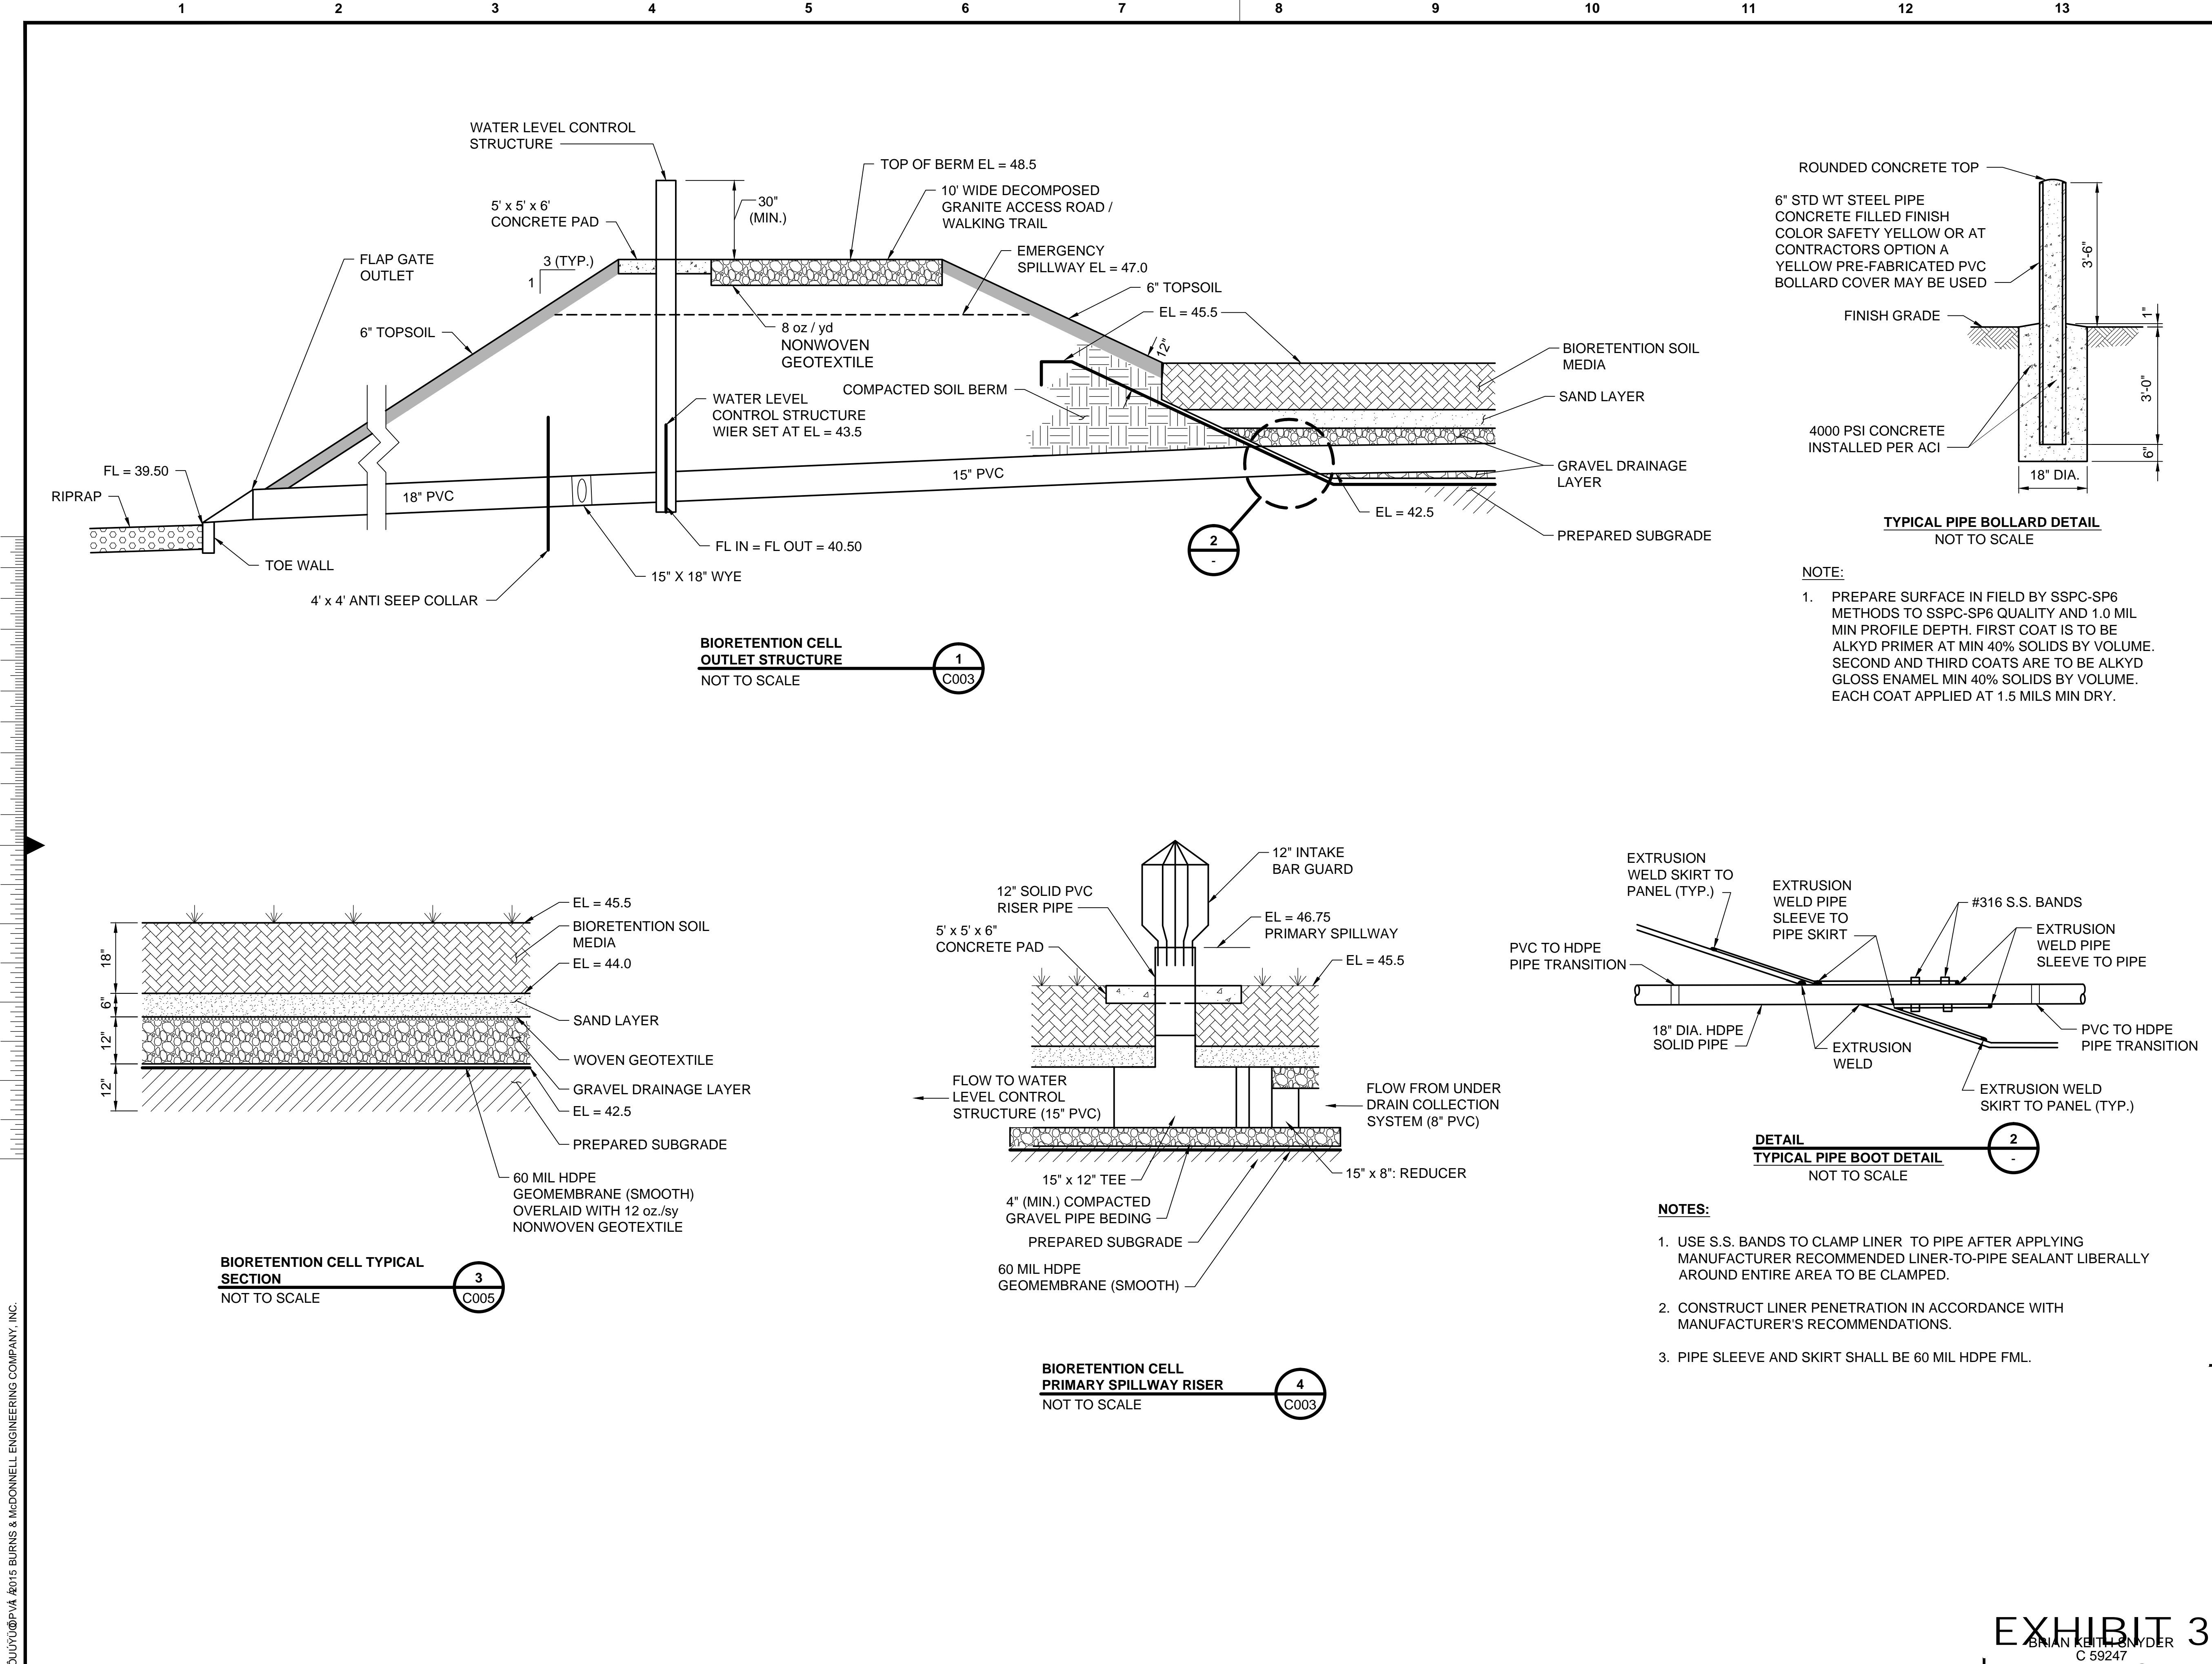 1 2 3 4 5 6 7 8 9 10 11 12 13
WATER LEVEL CONTROL
STRUCTURE
TOP OF BERM EL = 48.5
5' x 5' x 6'
CONCRETE PAD
30"
(MIN.)
10' WIDE DECOMPOSED
GRANITE ACCESS ROAD /
WALKING TRAIL
FLAP GATE
OUTLET
3 (TYP.)
1
EMERGENCY
SPILLWAY EL = 47.0
6" TOPSOIL
EL = 45.5
6" TOPSOIL
8 oz / yd
NONWOVEN
GEOTEXTILE
12"
BIORETENTION SOIL
MEDIA
COMPACTED SOIL BERM
SAND LAYER
WATER LEVEL
CONTROL STRUCTURE
WIER SET AT EL = 43.5
FL = 39.50
RIPRAP
18" PVC
15" PVC
GRAVEL DRAINAGE
LAYER
EL = 42.5
PREPARED SUBGRADE
2
-
FL IN = FL OUT = 40.50
TOE WALL
15" X 18" WYE
4' x 4' ANTI SEEP COLLAR
BIORETENTION CELL
OUTLET STRUCTURE
NOT TO SCALE
1
C003
ROUNDED CONCRETE TOP
6" STD WT STEEL PIPE
CONCRETE FILLED FINISH
COLOR SAFETY YELLOW OR AT
CONTRACTORS OPTION A
YELLOW PRE-FABRICATED PVC
BOLLARD COVER MAY BE USED
3'-6"
1"
FINISH GRADE
3'-0"
4000 PSI CONCRETE
INSTALLED PER ACI
6"
18" DIA.
TYPICAL PIPE BOLLARD DETAIL
NOT TO SCALE
NOTE:
1. PREPARE SURFACE IN FIELD BY SSPC-SP6
METHODS TO SSPC-SP6 QUALITY AND 1.0 MIL
MIN PROFILE DEPTH. FIRST COAT IS TO BE
ALKYD PRIMER AT MIN 40% SOLIDS BY VOLUME.
SECOND AND THIRD COATS ARE TO BE ALKYD
GLOSS ENAMEL MIN 40% SOLIDS BY VOLUME.
EACH COAT APPLIED AT 1.5 MILS MIN DRY.
EL = 45.5
BIORETENTION SOIL
MEDIA
18"
EL = 44.0
6"
SAND LAYER
12"
WOVEN GEOTEXTILE
GRAVEL DRAINAGE LAYER
12"
EL = 42.5
PREPARED SUBGRADE
60 MIL HDPE
GEOMEMBRANE (SMOOTH)
OVERLAID WITH 12 oz./sy
NONWOVEN GEOTEXTILE
BIORETENTION CELL TYPICAL
SECTION
NOT TO SCALE
3
C005
12" INTAKE
BAR GUARD
12" SOLID PVC
RISER PIPE
EL = 46.75
PRIMARY SPILLWAY
5' x 5' x 6"
CONCRETE PAD
EL = 45.5
FLOW TO WATER
LEVEL CONTROL
STRUCTURE (15" PVC)
FLOW FROM UNDER
DRAIN COLLECTION
SYSTEM (8" PVC)
15" x 12" TEE
15" x 8": REDUCER
4" (MIN.) COMPACTED
GRAVEL PIPE BEDING
PREPARED SUBGRADE
60 MIL HDPE
GEOMEMBRANE (SMOOTH)
BIORETENTION CELL
PRIMARY SPILLWAY RISER
NOT TO SCALE
4
C003
EXTRUSION
WELD SKIRT TO
PANEL (TYP.)
EXTRUSION
WELD PIPE
SLEEVE TO
PIPE SKIRT
#316 S.S. BANDS
EXTRUSION
WELD PIPE
SLEEVE TO PIPE
PVC TO HDPE
PIPE TRANSITION
18" DIA. HDPE
SOLID PIPE
EXTRUSION
WELD
PVC TO HDPE
PIPE TRANSITION
EXTRUSION WELD
SKIRT TO PANEL (TYP.)
DETAIL
TYPICAL PIPE BOOT DETAIL
NOT TO SCALE
2
-
NOTES:
1. USE S.S. BANDS TO CLAMP LINER TO PIPE AFTER APPLYING
MANUFACTURER RECOMMENDED LINER-TO-PIPE SEALANT LIBERALLY
AROUND ENTIRE AREA TO BE CLAMPED.
2. CONSTRUCT LINER PENETRATION IN ACCORDANCE WITH
MANUFACTURER'S RECOMMENDATIONS.
3. PIPE SLEEVE AND SKIRT SHALL BE 60 MIL HDPE FML.
2015 BURNS & McDONNELL ENGINEERING COMPANY, INC.
EXHIBIT 3
BRIAN KEITH SNYDER
C 59247